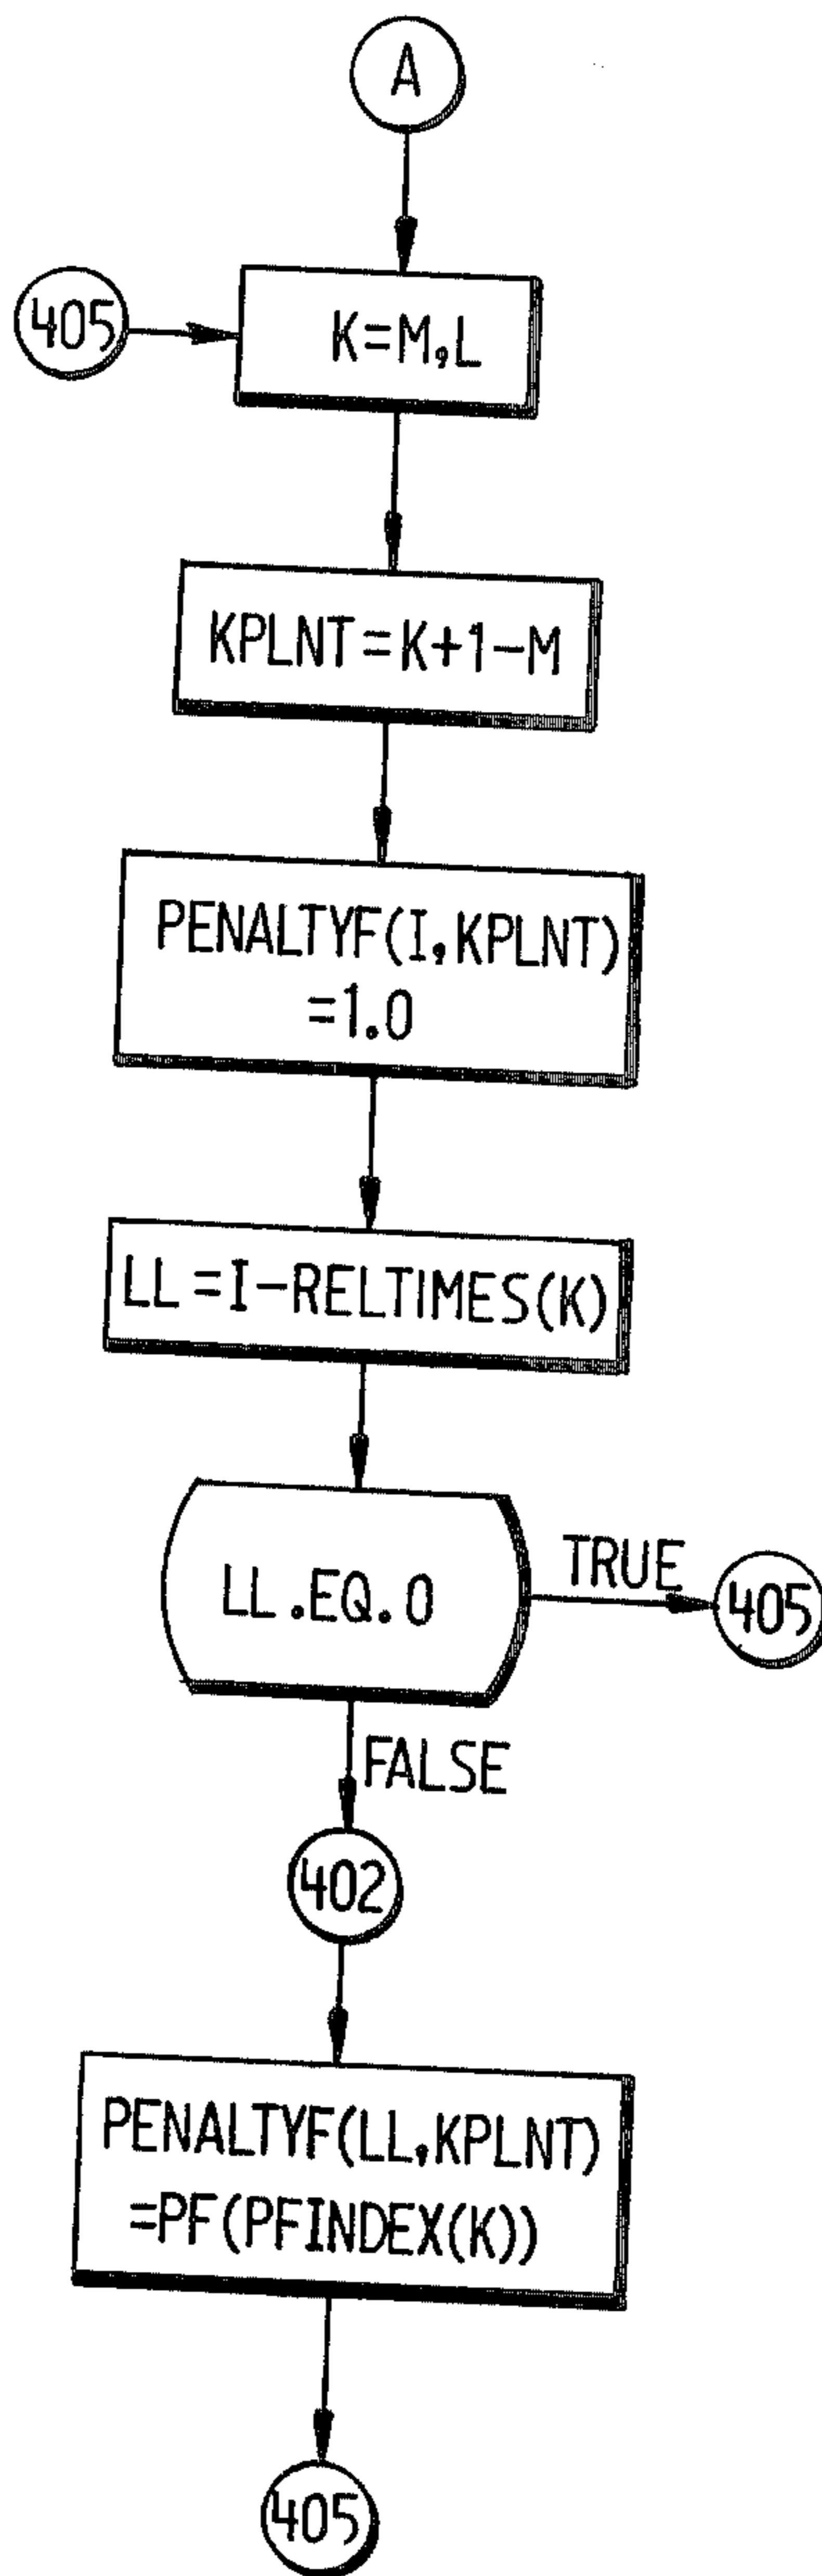 A
405
K=M,L
KPLNT=K+1-M
PENALTYF(I,KPLNT)
=1.0
LL=I-RELTIMES(K)
LL.EQ.0
TRUE
405
FALSE
402
PENALTYF(LL,KPLNT)
=PF(PFINDEX(K))
405